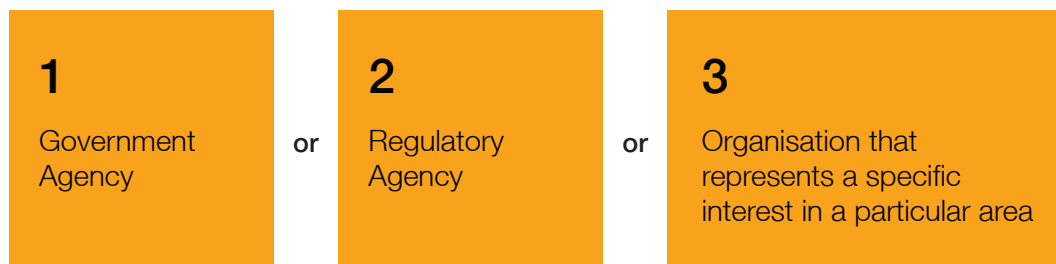 1
Government
Agency
or
2
Regulatory
Agency
or
3
Organisation that
represents a specific
interest in a particular area